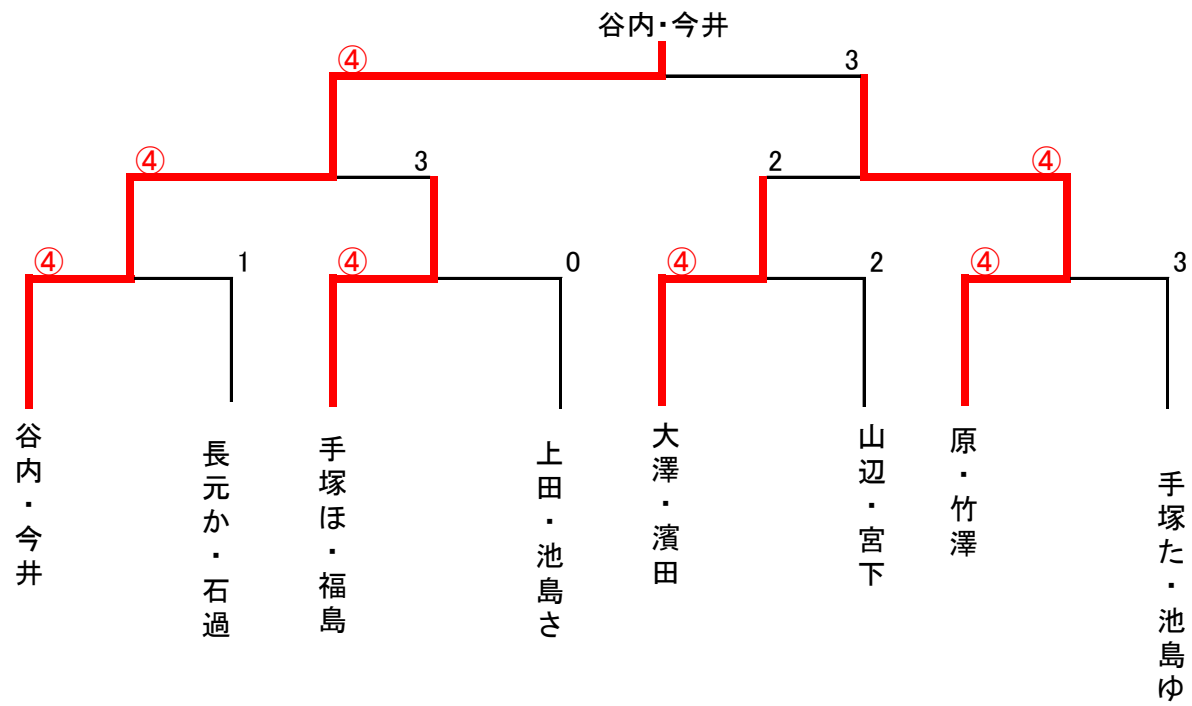 谷内・今井
④ 3
④ 3 2 ④
④ 1 ④ 0 ④ 2 ④ 3
谷内・今井
長元か・石過
手塚ほ・福島
上田・池島さ
大澤・濱田
山辺・宮下
原・竹澤
手塚た・池島ゆ